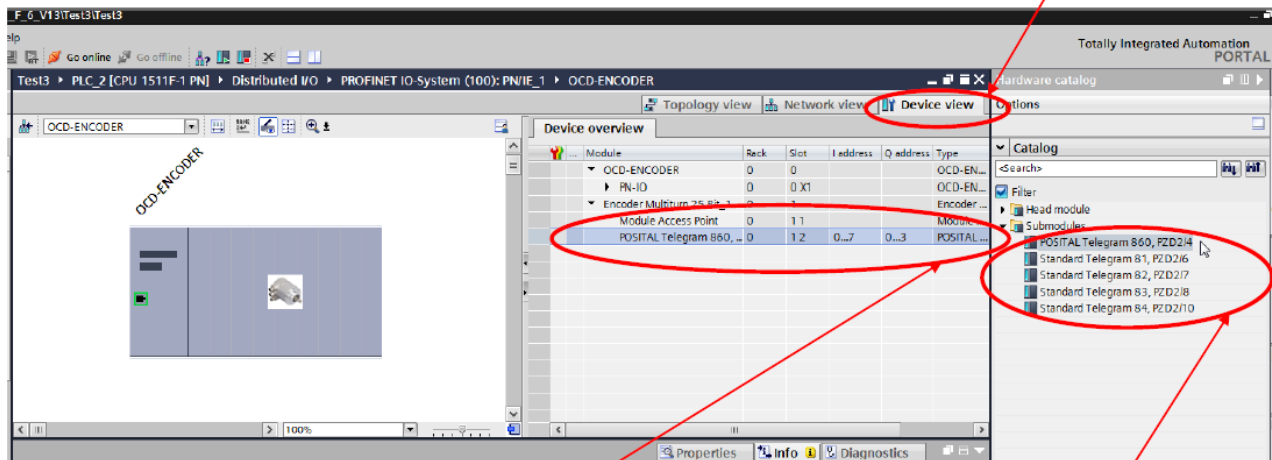 _F_6_V13\Test3\Test3
elp
Go online Go offline
Totally Integrated Automation
PORTAL
Test3 ▸ PLC_2 [CPU 1511F-1 PN] ▸ Distributed I/O ▸ PROFINET IO-System (100): PN/IE_1 ▸ OCD-ENCODER
Hardware catalog
Topology view Network view Device view
Options
OCD-ENCODER
Device overview
Catalog
OCD-ENCODER
... Module Rack Slot I address Q address Type
<Search>
OCD-ENCODER 0 0 OCD-EN...
Filter
PN-IO 0 0 X1 OCD-EN...
Head module
Encoder Multiturn 25 Bit_1 0 1 Encoder ...
Submodules
Module Access Point 0 1 1 Module
POSITAL Telegram 860, PZD2/4
POSITAL Telegram 860, ... 0 1 2 0...7 0...3 POSITAL ...
Standard Telegram 81, PZD2/6
Standard Telegram 82, PZD2/7
Standard Telegram 83, PZD2/8
Standard Telegram 84, PZD2/10
100%
Properties Info Diagnostics